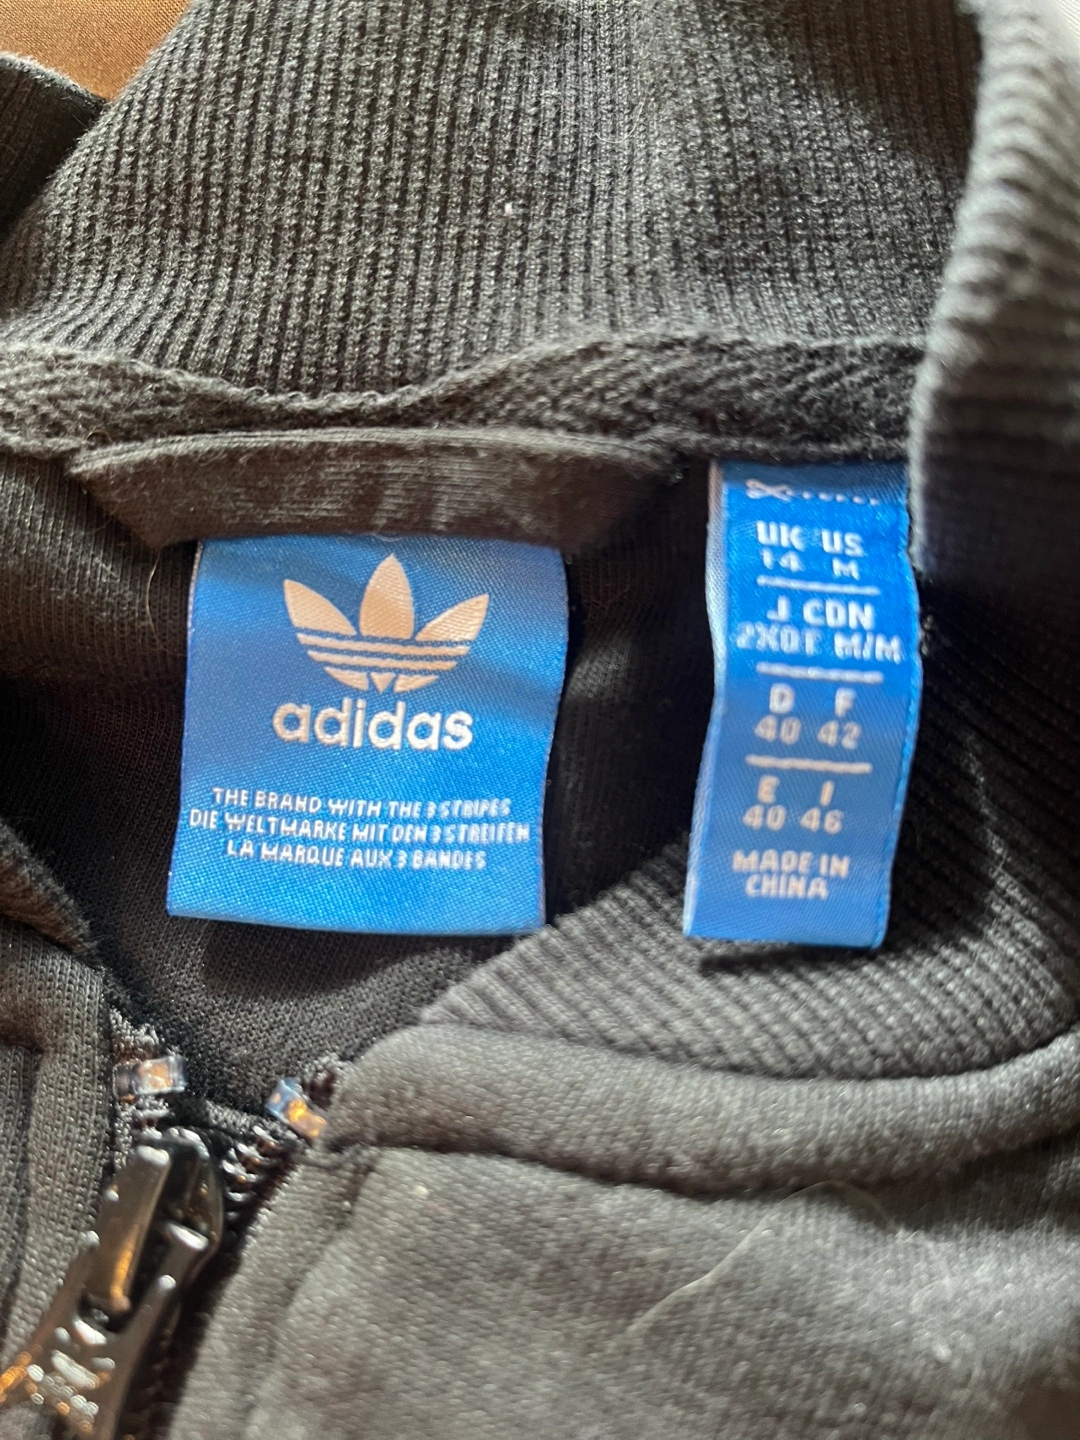 adidas
THE BRAND WITH THE 3 STRIPES
DIE WELTMARKE MIT DEN 3 STREIFEN
LA MARQUE AUX 3 BANDES
UK US
14 M
J CDN
2XOT M/M
D F
40 42
E I
40 46
MADE IN
CHINA